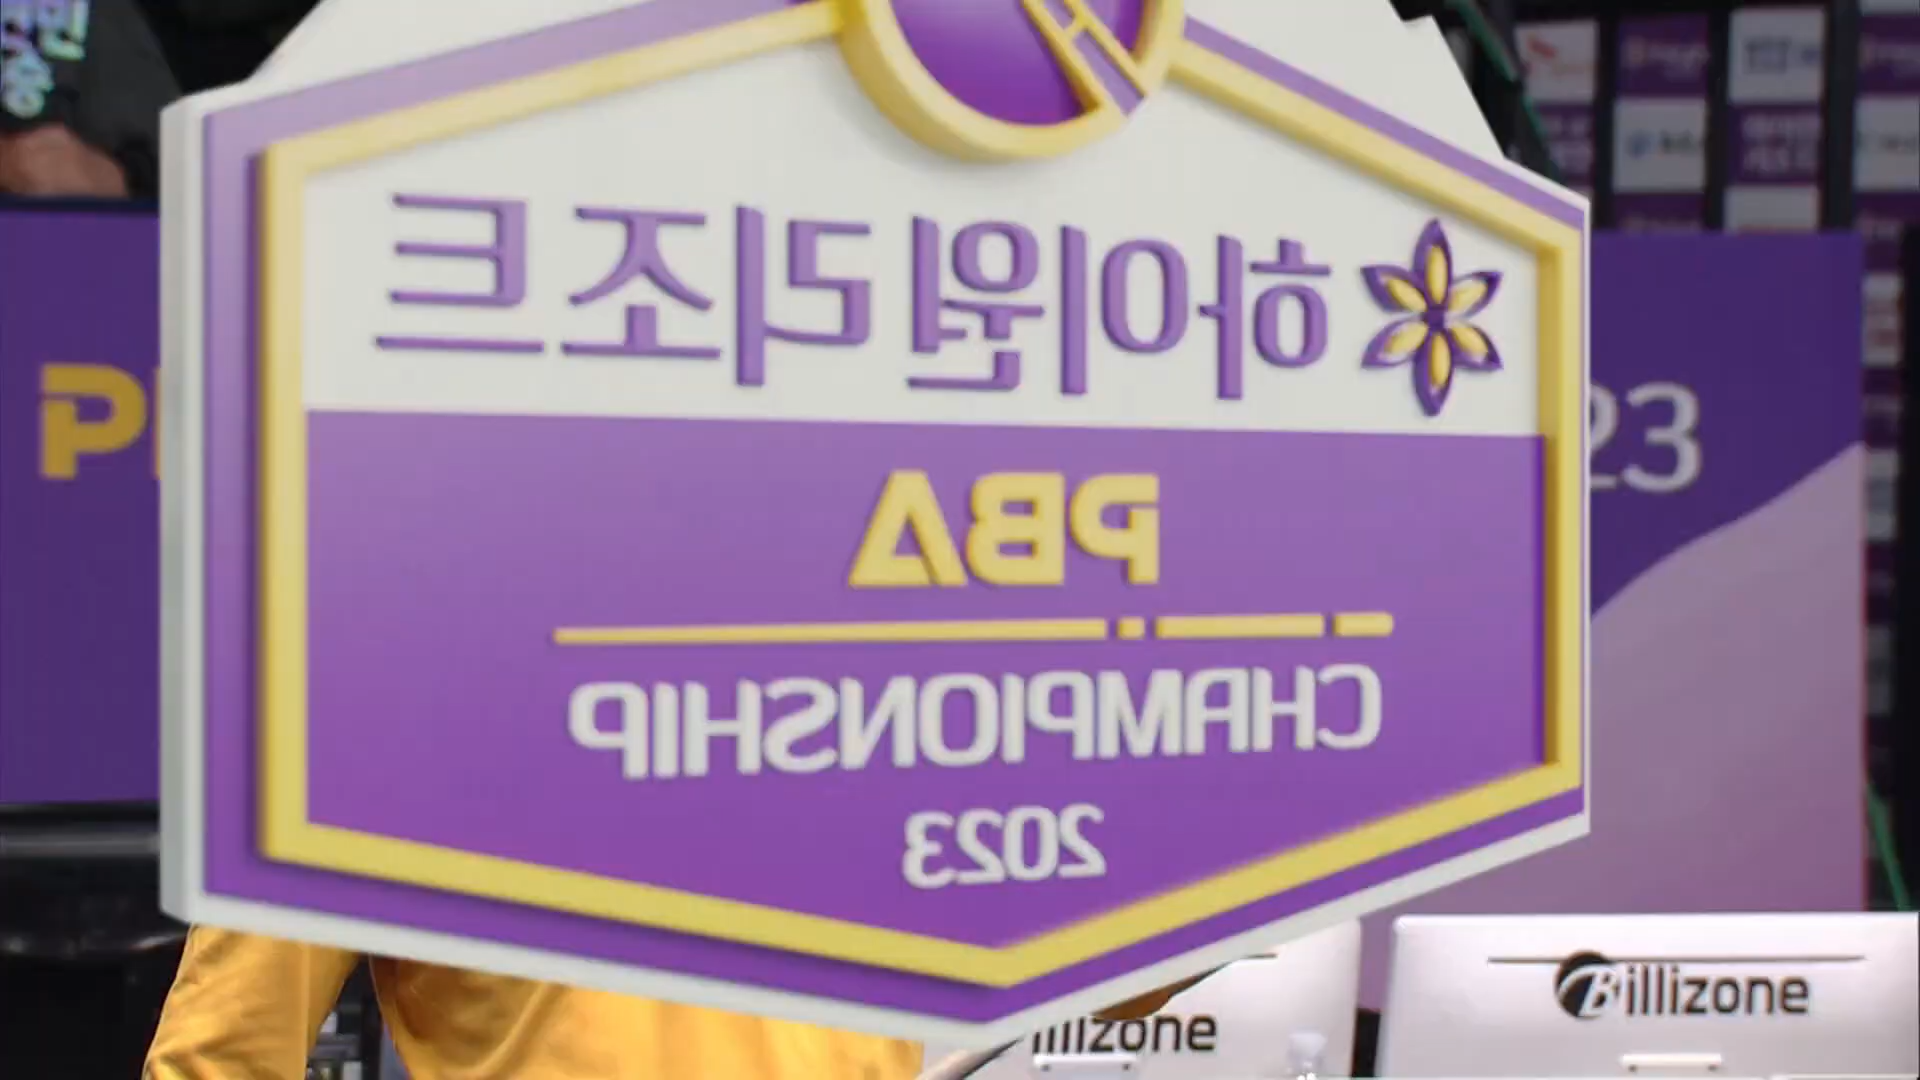 하이원리조트
PBA
CHAMPIONSHIP
2023
P
23
Billizone
illizone